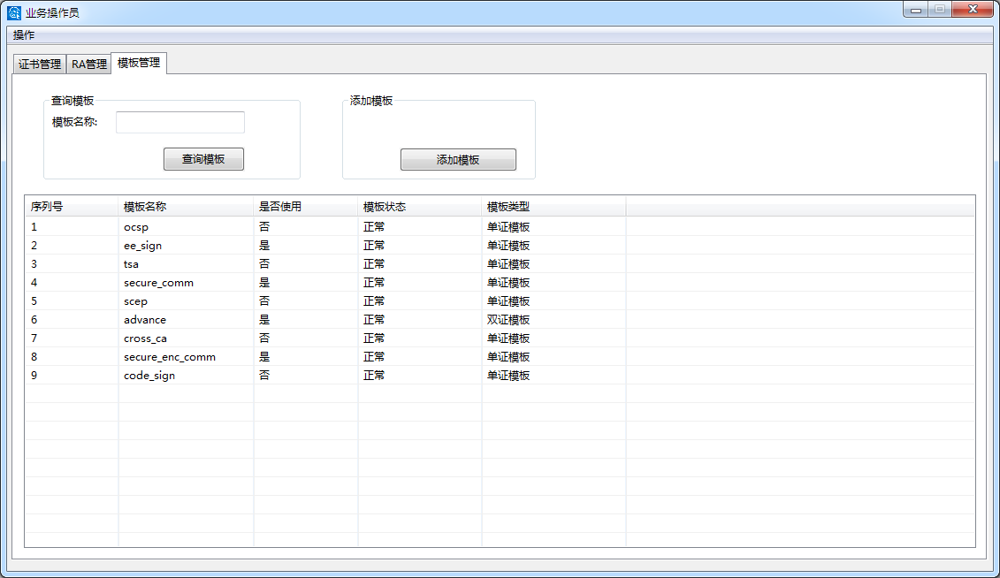 业务操作员
操作
证书管理 RA管理 模板管理
查询模板 添加模板
模板名称:
查询模板 添加模板
序列号 模板名称 是否使用 模板状态 模板类型
1 ocsp 否 正常 单证模板
2 ee_sign 是 正常 单证模板
3 tsa 否 正常 单证模板
4 secure_comm 是 正常 单证模板
5 scep 否 正常 单证模板
6 advance 是 正常 双证模板
7 cross_ca 否 正常 单证模板
8 secure_enc_comm 是 正常 单证模板
9 code_sign 否 正常 单证模板